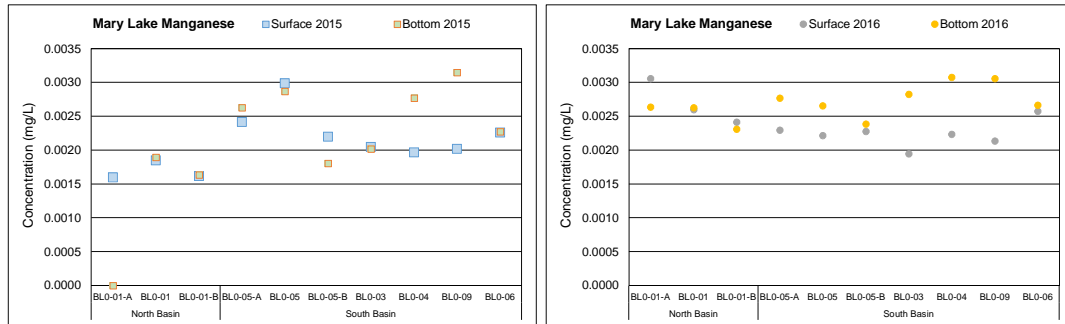 Mary Lake Manganese Surface 2015 Bottom 2015
Concentration (mg/L)
0.0035
0.0030
0.0025
0.0020
0.0015
0.0010
0.0005
0.0000
BL0-01-A BL0-01 BL0-01-B BL0-05-A BL0-05 BL0-05-B BL0-03 BL0-04 BL0-09 BL0-06
North Basin South Basin
Mary Lake Manganese Surface 2016 Bottom 2016
Concentration (mg/L)
0.0035
0.0030
0.0025
0.0020
0.0015
0.0010
0.0005
0.0000
BL0-01-A BL0-01 BL0-01-B BL0-05-A BL0-05 BL0-05-B BL0-03 BL0-04 BL0-09 BL0-06
North Basin South Basin